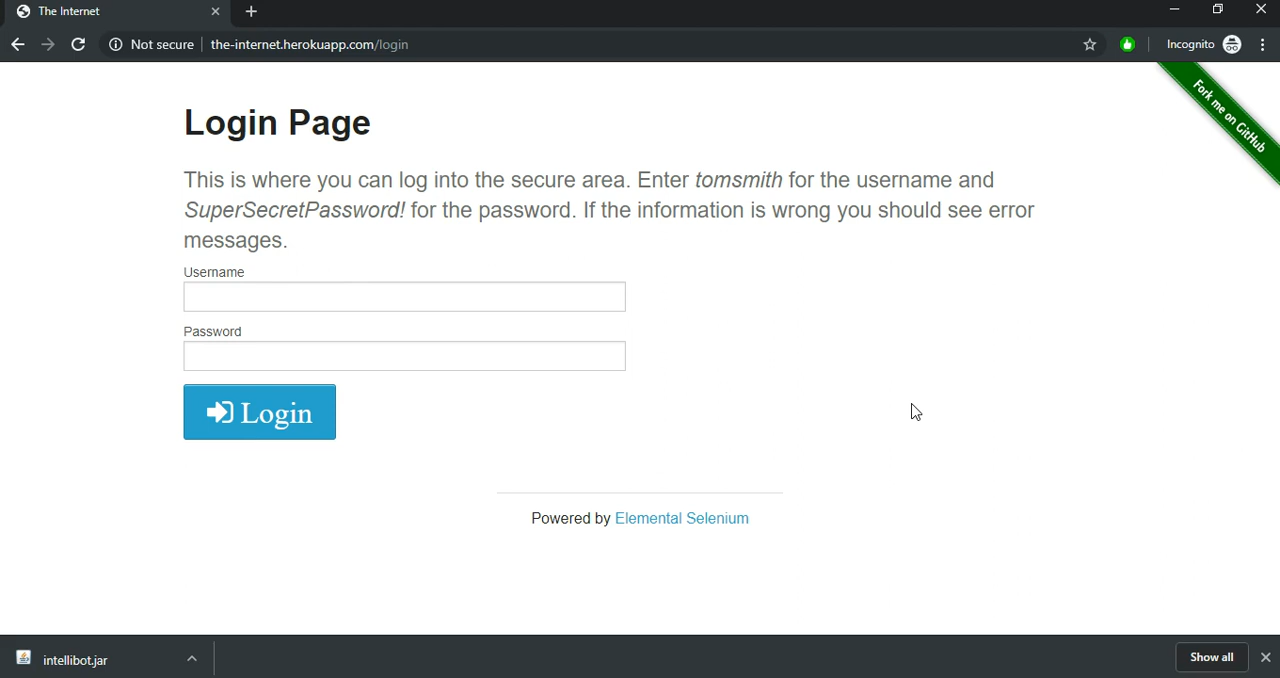 The Internet
Not secure the-internet.herokuapp.com/login
Incognito
Fork me on GitHub
Login Page
This is where you can log into the secure area. Enter tomsmith for the username and
SuperSecretPassword! for the password. If the information is wrong you should see error
messages.
Username
Password
Login
Powered by Elemental Selenium
intellibot.jar
Show all